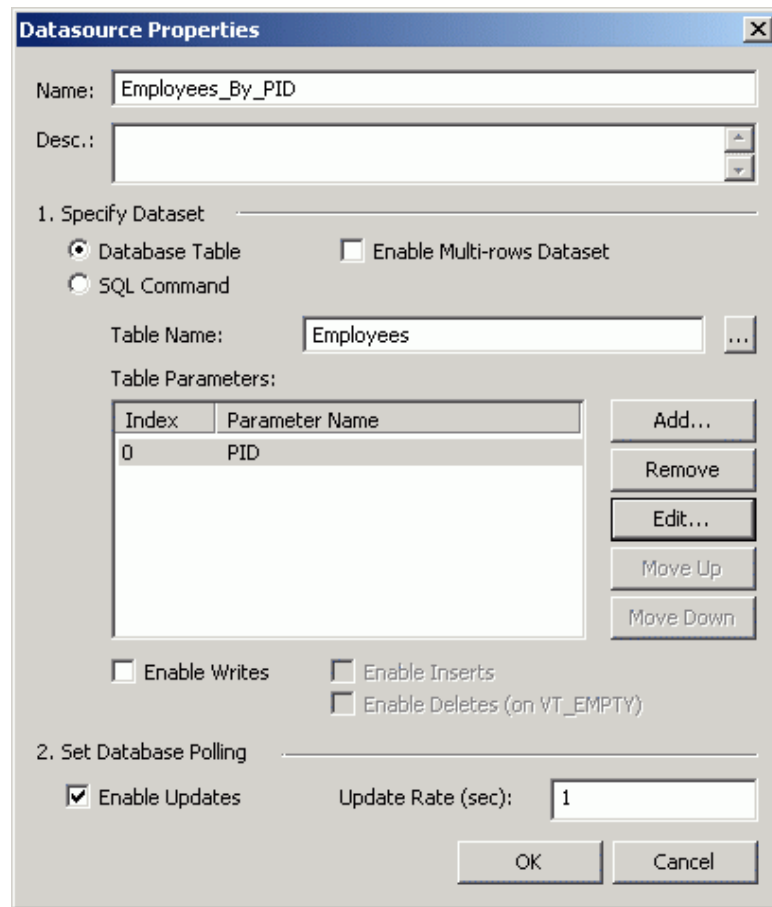 Datasource Properties
Name: Employees_By_PID
Desc.:
1. Specify Dataset
Database Table Enable Multi-rows Dataset
SQL Command
Table Name: Employees ...
Table Parameters:
Index Parameter Name Add...
0 PID
Remove
Edit...
Move Up
Move Down
Enable Writes Enable Inserts
Enable Deletes (on VT_EMPTY)
2. Set Database Polling
Enable Updates Update Rate (sec): 1
OK Cancel